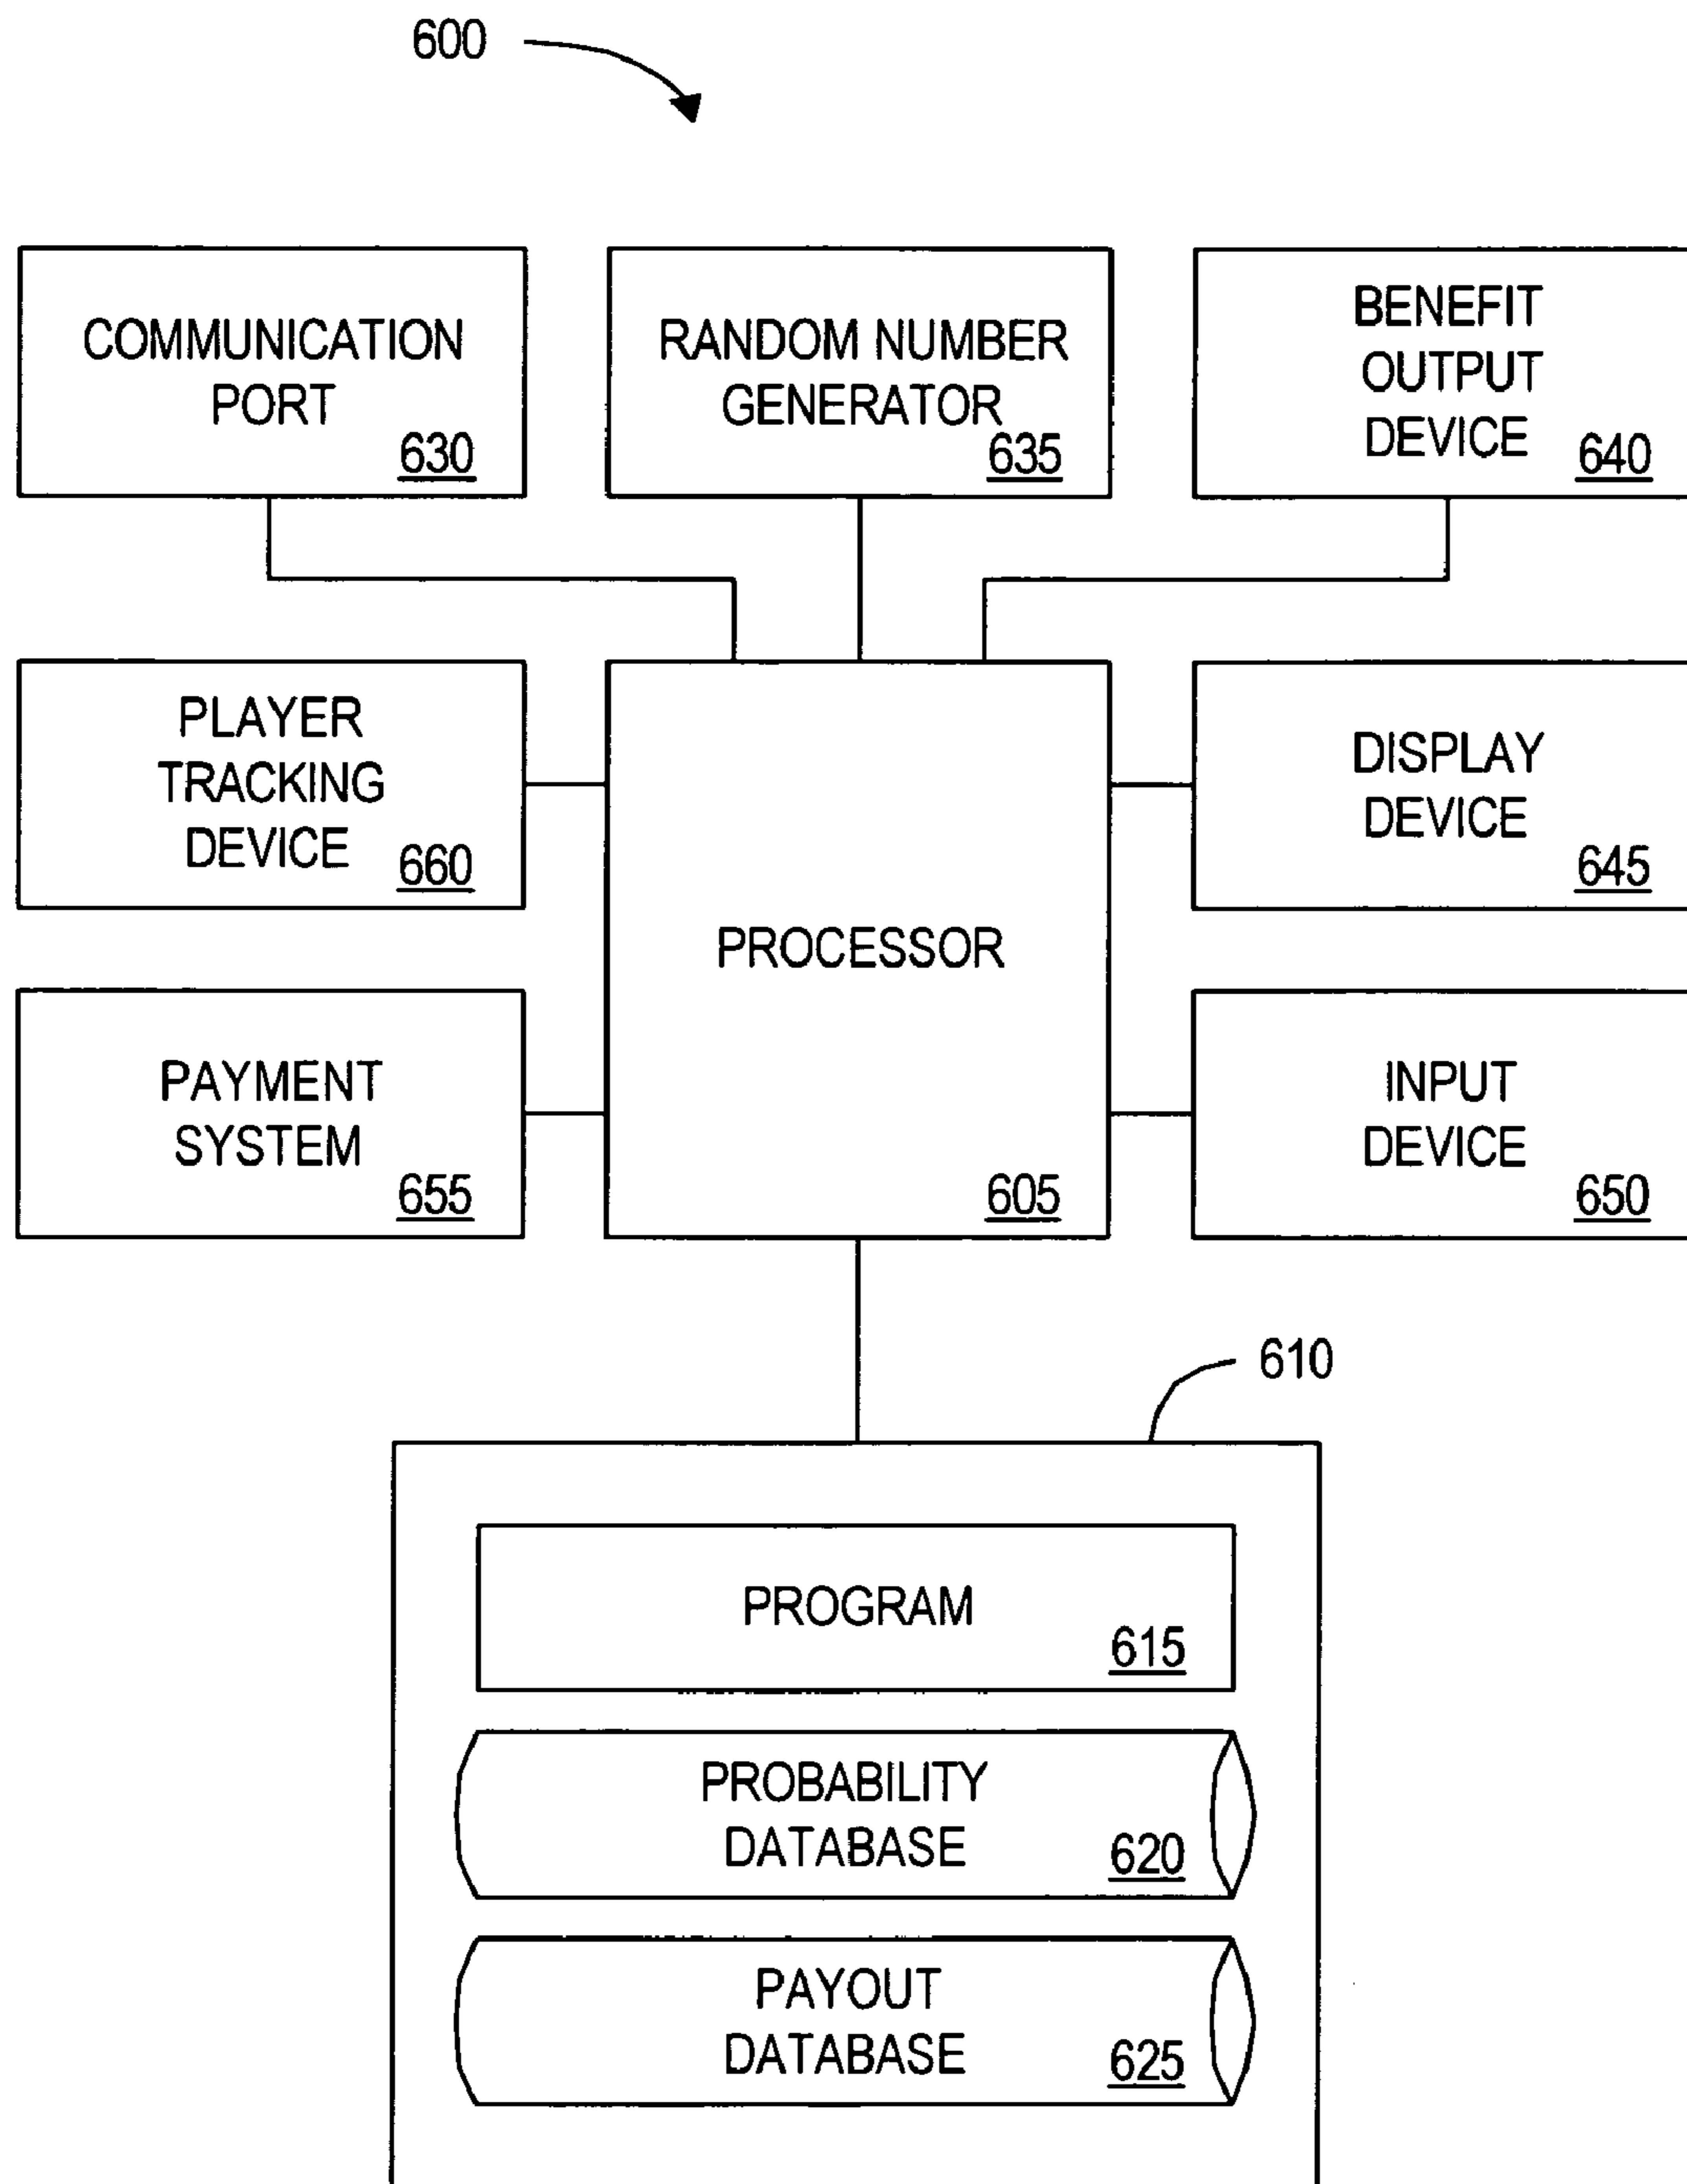 600
COMMUNICATION
PORT
630
RANDOM NUMBER
GENERATOR
635
BENEFIT
OUTPUT
DEVICE
640
PLAYER
TRACKING
DEVICE
660
PROCESSOR
605
DISPLAY
DEVICE
645
PAYMENT
SYSTEM
655
INPUT
DEVICE
650
610
PROGRAM
615
PROBABILITY
DATABASE
620
PAYOUT
DATABASE
625